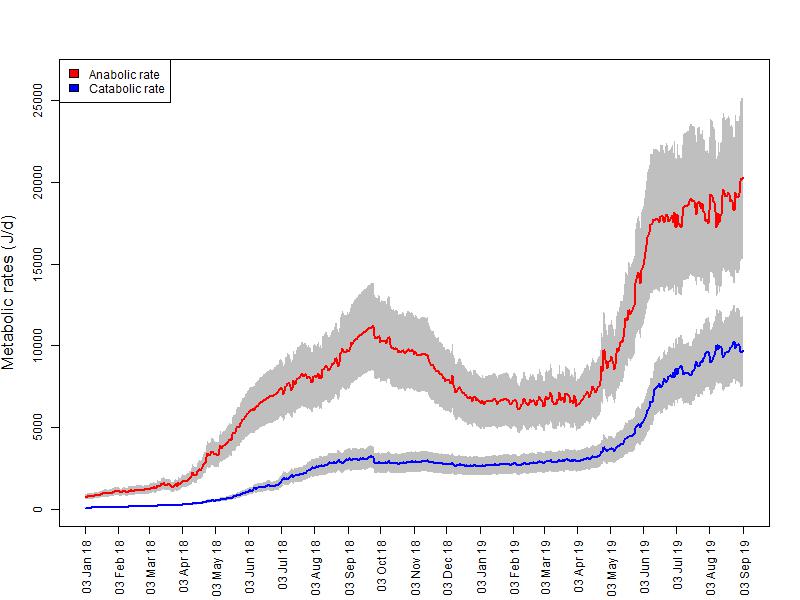 Anabolic rate
Catabolic rate
Metabolic rates (J/d)
25000
20000
15000
10000
5000
0
03 Jan 18
03 Feb 18
03 Mar 18
03 Apr 18
03 May 18
03 Jun 18
03 Jul 18
03 Aug 18
03 Sep 18
03 Oct 18
03 Nov 18
03 Dec 18
03 Jan 19
03 Feb 19
03 Mar 19
03 Apr 19
03 May 19
03 Jun 19
03 Jul 19
03 Aug 19
03 Sep 19